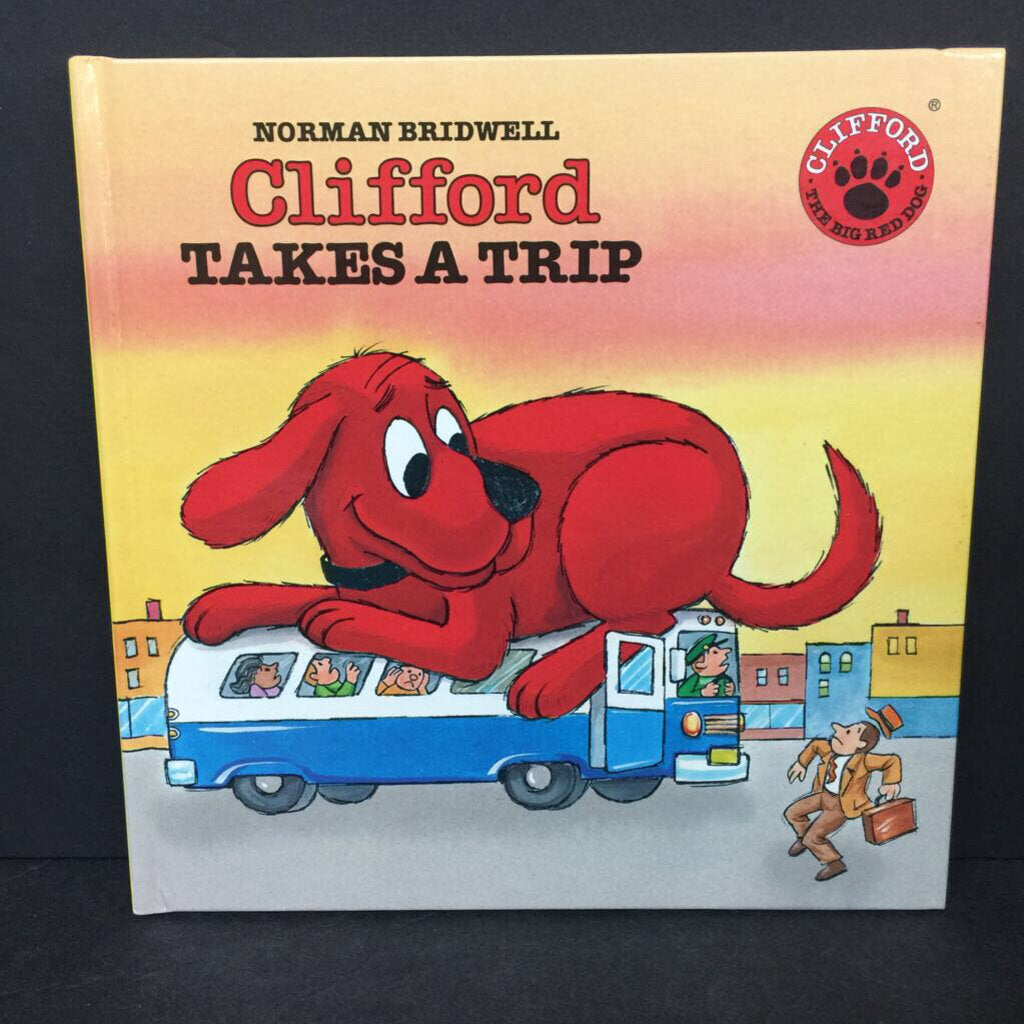 NORMAN BRIDWELL
Clifford
TAKES A TRIP
CLIFFORD
THE BIG RED DOG
®